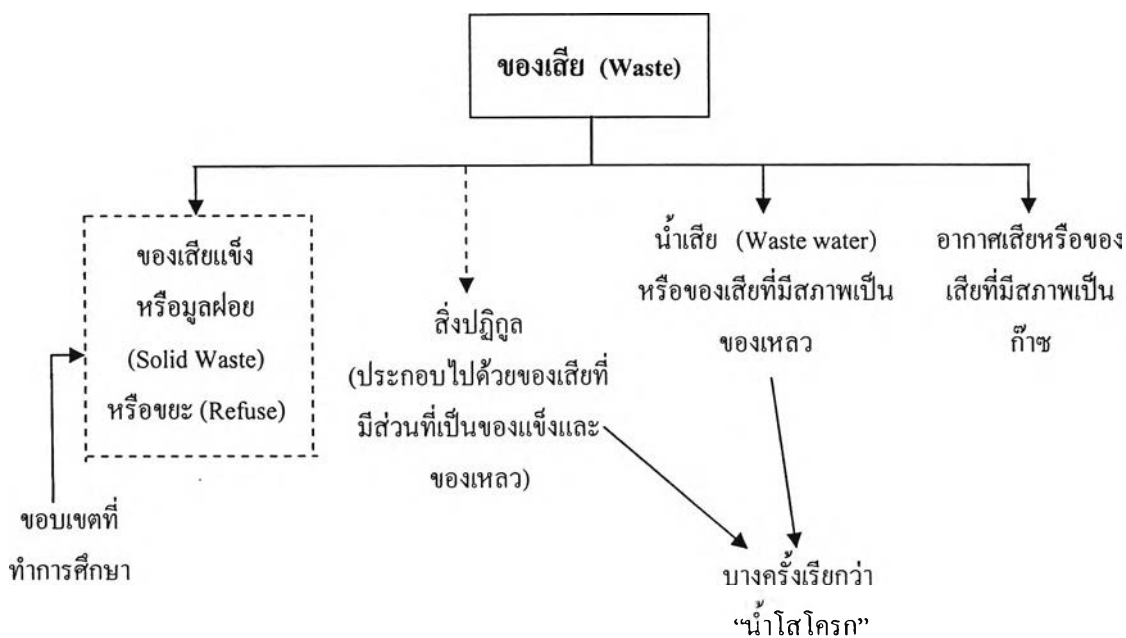 ของเสีย (Waste)
ของเสียแข็ง
หรือมูลฝอย
(Solid Waste)
หรือขยะ (Refuse)
สิ่งปฏิกูล
(ประกอบไปด้วยของเสียที่
มีส่วนที่เป็นของแข็งและ
ของเหลว)
น้ำเสีย (Waste water)
หรือของเสียที่มีสภาพเป็น
ของเหลว
อากาศเสียหรือของ
เสียที่มีสภาพเป็น
ก๊าซ
ขอบเขตที่
ทำการศึกษา
บางครั้งเรียกว่า
“น้ำโสโครก”